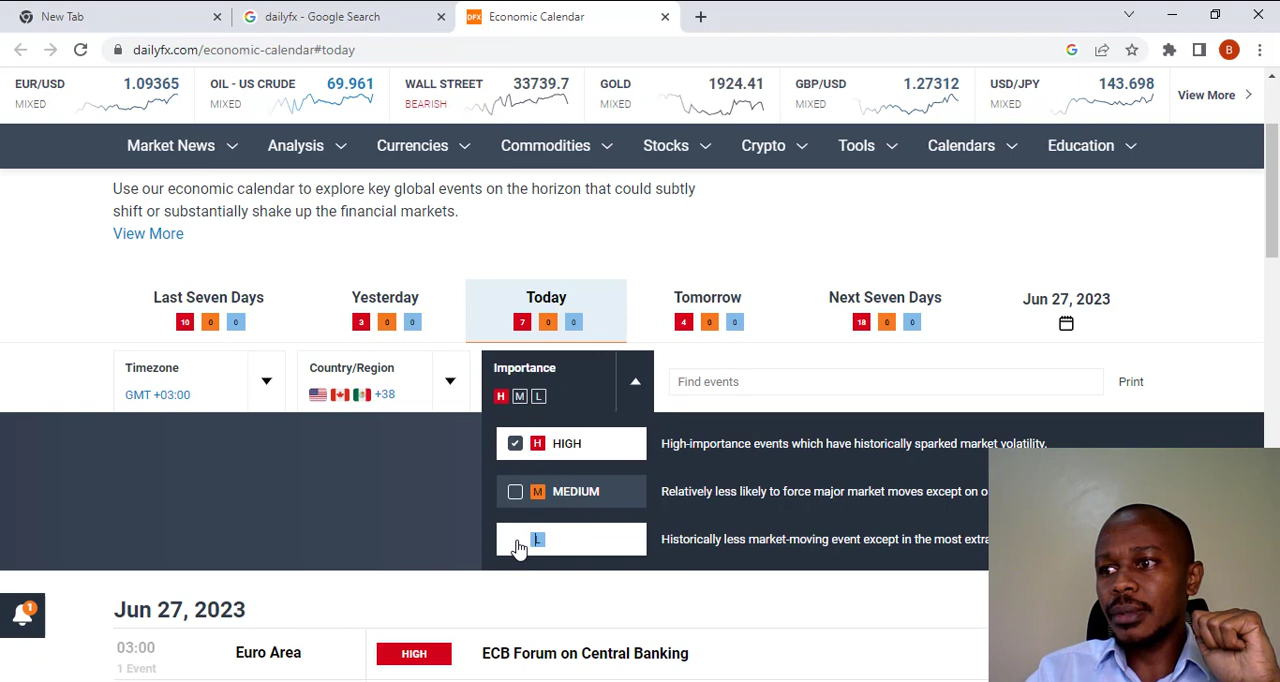 New Tab
dailyfx - Google Search
DFX Economic Calendar
dailyfx.com/economic-calendar#today
B
EUR/USD 1.09365
MIXED
OIL - US CRUDE 69.961
MIXED
WALL STREET 33739.7
BEARISH
GOLD 1924.41
MIXED
GBP/USD 1.27312
MIXED
USD/JPY 143.698
MIXED
View More
Market News Analysis Currencies Commodities Stocks Crypto Tools Calendars Education
Use our economic calendar to explore key global events on the horizon that could subtly
shift or substantially shake up the financial markets.
View More
Last Seven Days
10 0 0
Yesterday
3 0 0
Today
7 0 0
Tomorrow
4 0 0
Next Seven Days
18 0 0
Jun 27, 2023
Timezone
GMT +03:00
Country/Region
+38
Importance
H M L
Find events
Print
H HIGH High-importance events which have historically sparked market volatility.
M MEDIUM Relatively less likely to force major market moves except on
L Historically less market-moving event except in the most
1
Jun 27, 2023
03:00 Euro Area HIGH ECB Forum on Central Banking
1 Event